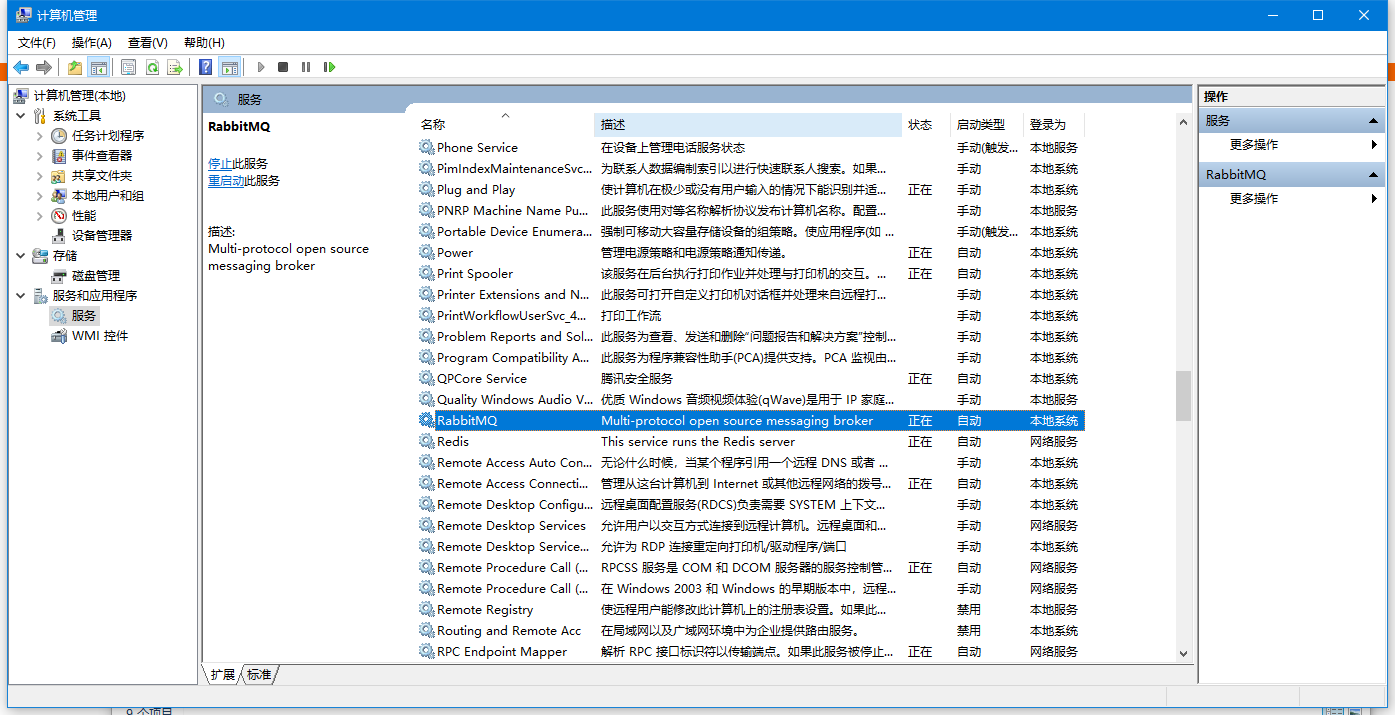 计算机管理
文件(F) 操作(A) 查看(V) 帮助(H)
计算机管理(本地)
系统工具
任务计划程序
事件查看器
共享文件夹
本地用户和组
性能
设备管理器
存储
磁盘管理
服务和应用程序
服务
WMI 控件
服务
RabbitMQ
停止此服务
重启动此服务
描述:
Multi-protocol open source
messaging broker
名称 描述 状态 启动类型 登录为
Phone Service 在设备上管理电话服务状态 手动(触发... 本地服务
PimIndexMaintenanceSvc... 为联系人数据编制索引以进行快速联系人搜索。如果... 手动 本地系统
Plug and Play 使计算机在极少或没有用户输入的情况下能识别并适... 正在 手动 本地系统
PNRP Machine Name Pu... 此服务使用对等名称解析协议发布计算机名称。配置... 手动 本地服务
Portable Device Enumera... 强制可移动大容量存储设备的组策略。使应用程序(如 ... 手动(触发... 本地系统
Power 管理电源策略和电源策略通知传递。 正在 自动 本地系统
Print Spooler 该服务在后台执行打印作业并处理与打印机的交互。... 正在 自动 本地系统
Printer Extensions and N... 此服务可打开自定义打印机对话框并处理来自远程打... 手动 本地系统
PrintWorkflowUserSvc_4... 打印工作流 手动 本地系统
Problem Reports and Sol... 此服务为查看、发送和删除“问题报告和解决方案”控制... 手动 本地系统
Program Compatibility A... 此服务为程序兼容性助手(PCA)提供支持。PCA 监视由... 手动 本地系统
QPCore Service 腾讯安全服务 正在 自动 本地系统
Quality Windows Audio V... 优质 Windows 音频视频体验(qWave)是用于 IP 家庭... 手动 本地服务
RabbitMQ Multi-protocol open source messaging broker 正在 自动 本地系统
Redis This service runs the Redis server 正在 自动 网络服务
Remote Access Auto Con... 无论什么时候，当某个程序引用一个远程 DNS 或者 ... 手动 本地系统
Remote Access Connecti... 管理从这台计算机到 Internet 或其他远程网络的拨号... 正在 自动 本地系统
Remote Desktop Configu... 远程桌面配置服务(RDCS)负责需要 SYSTEM 上下文... 手动 本地系统
Remote Desktop Services 允许用户以交互方式连接到远程计算机。远程桌面和... 手动 网络服务
Remote Desktop Service... 允许为 RDP 连接重定向打印机/驱动程序/端口 手动 本地系统
Remote Procedure Call (... RPCSS 服务是 COM 和 DCOM 服务器的服务控制管... 正在 自动 网络服务
Remote Procedure Call (... 在 Windows 2003 和 Windows 的早期版本中，远程... 手动 网络服务
Remote Registry 使远程用户能修改此计算机上的注册表设置。如果此... 禁用 本地服务
Routing and Remote Acc 在局域网以及广域网环境中为企业提供路由服务。 禁用 本地系统
RPC Endpoint Mapper 解析 RPC 接口标识符以传输端点。如果此服务被停止... 正在 自动 网络服务
扩展 标准
操作
服务
更多操作
RabbitMQ
更多操作
9 个项目